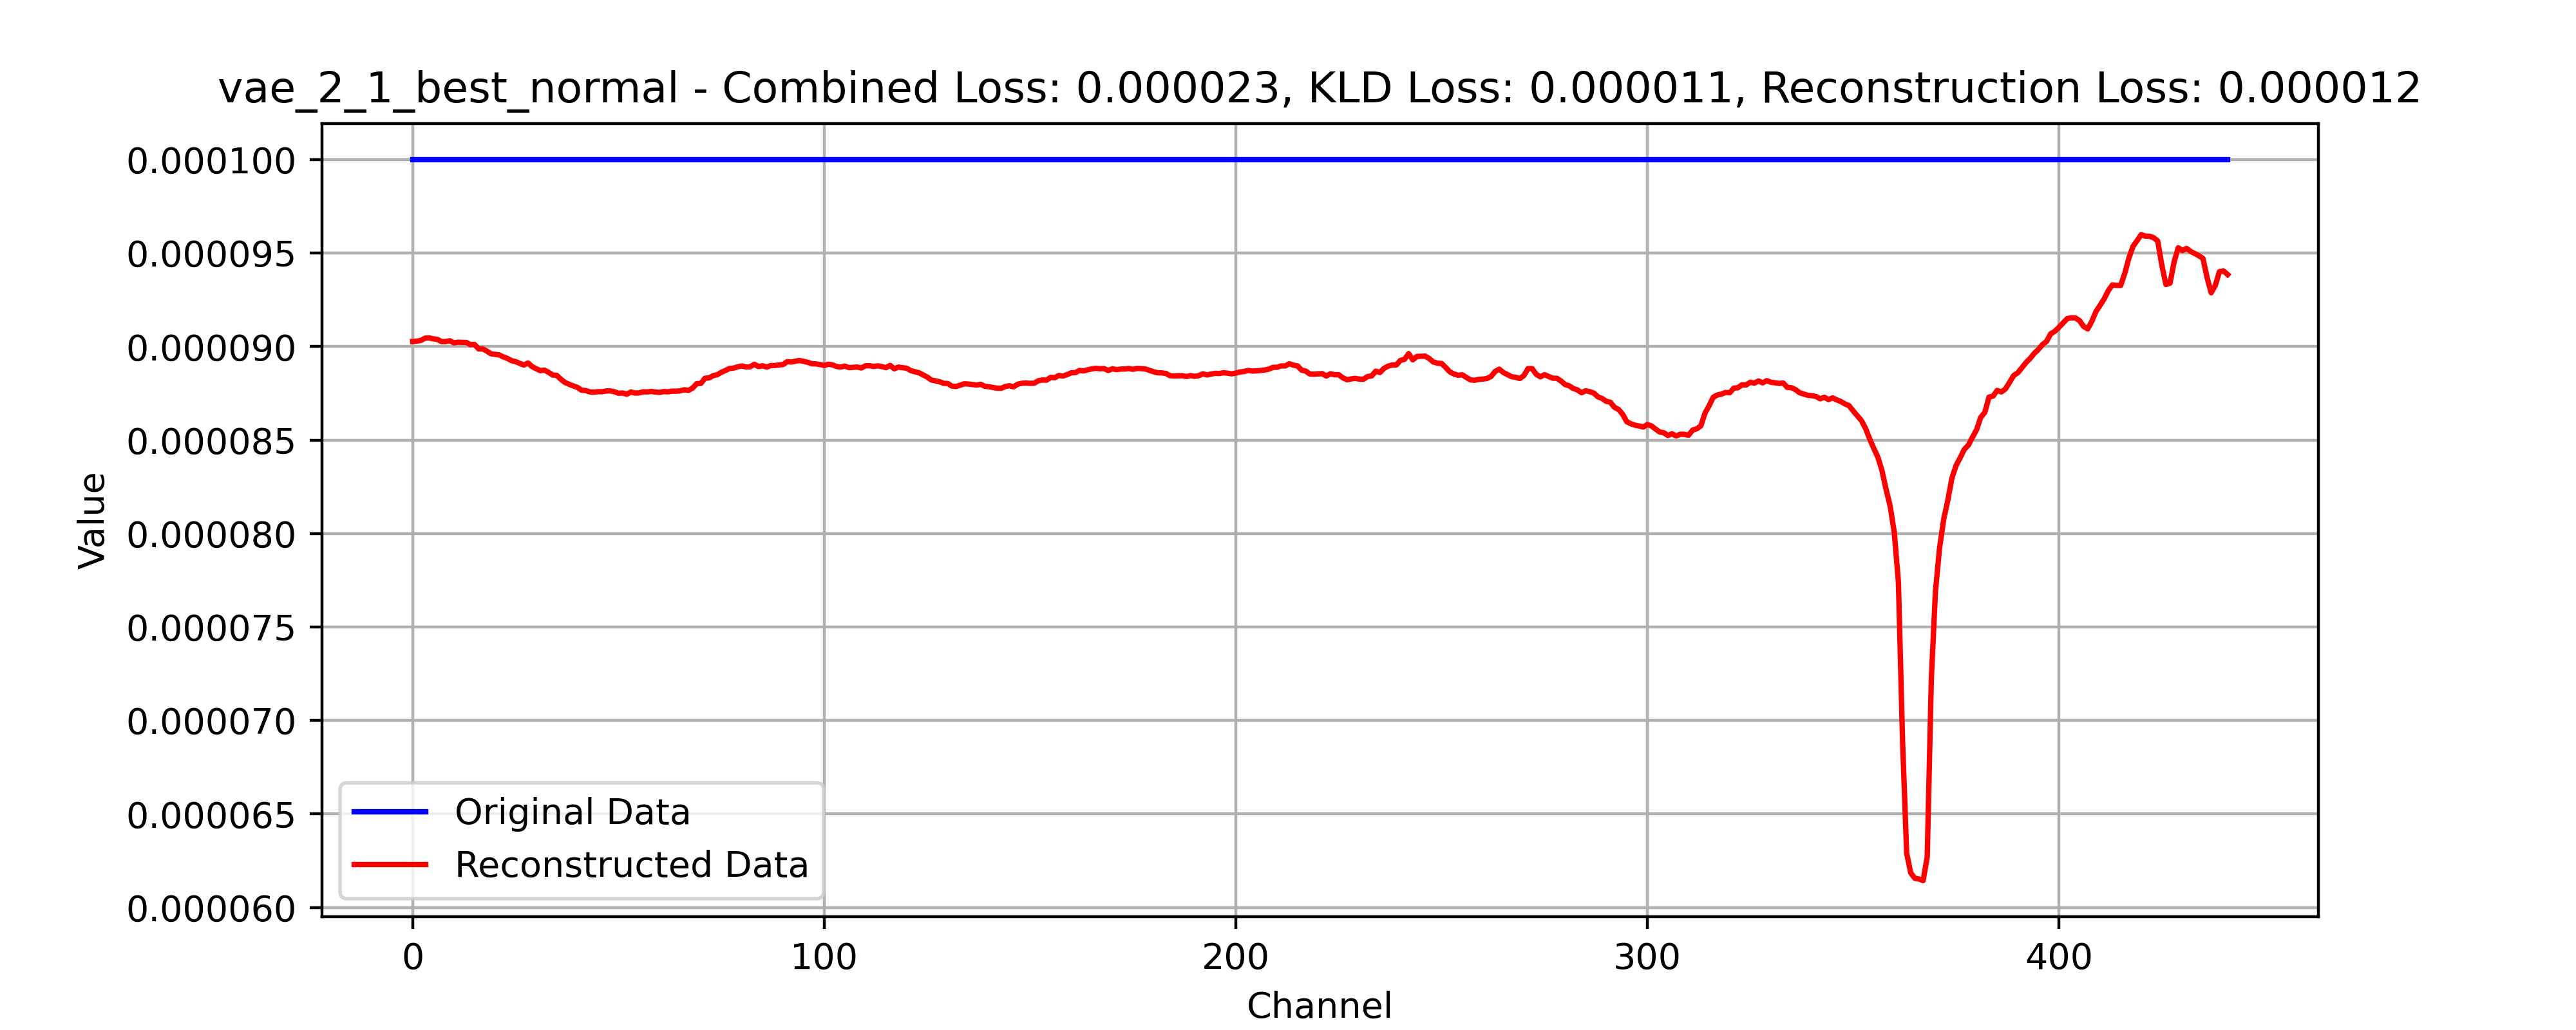 vae_2_1_best_normal - Combined Loss: 0.000023, KLD Loss: 0.000011, Reconstruction Loss: 0.000012
0.000100
0.000095
0.000090
0.000085
0.000080
0.000075
0.000070
0.000065
0.000060
Value
Original Data
Reconstructed Data
0 100 200 300 400
Channel